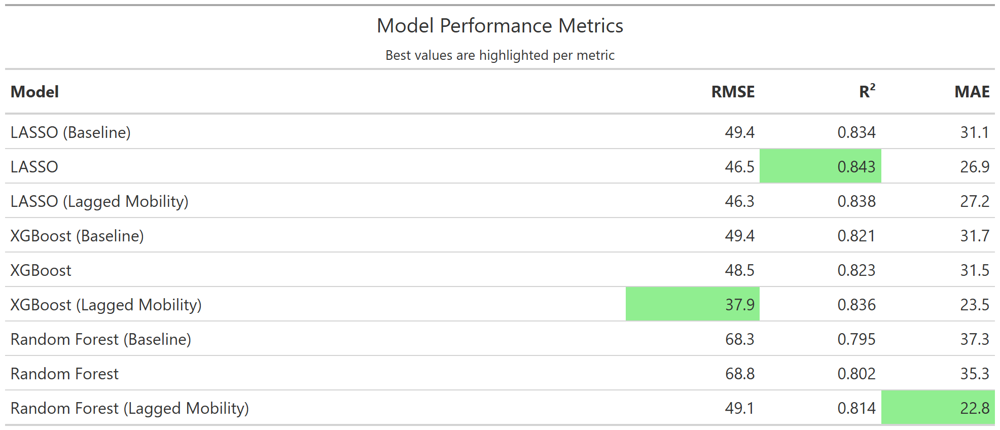 Model Performance Metrics
Best values are highlighted per metric
Model RMSE R² MAE
LASSO (Baseline) 49.4 0.834 31.1
LASSO 46.5 0.843 26.9
LASSO (Lagged Mobility) 46.3 0.838 27.2
XGBoost (Baseline) 49.4 0.821 31.7
XGBoost 48.5 0.823 31.5
XGBoost (Lagged Mobility) 37.9 0.836 23.5
Random Forest (Baseline) 68.3 0.795 37.3
Random Forest 68.8 0.802 35.3
Random Forest (Lagged Mobility) 49.1 0.814 22.8